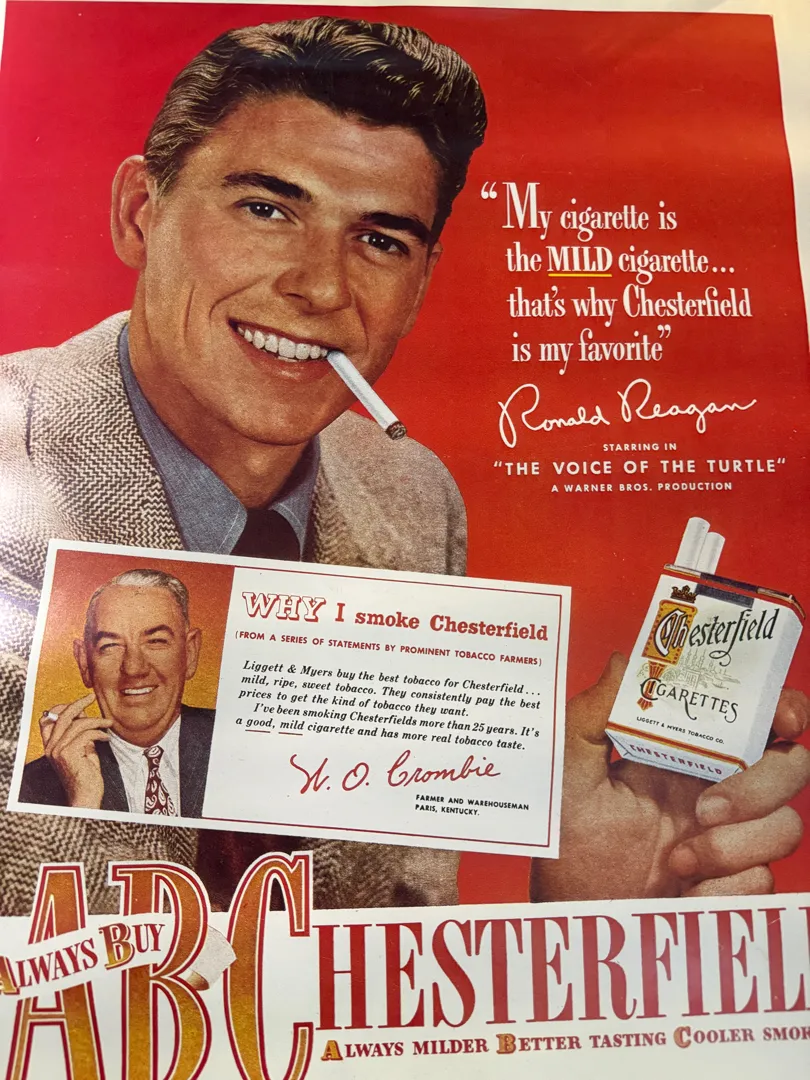 "My cigarette is
the MILD cigarette...
that's why Chesterfield
is my favorite"
Ronald Reagan
STARRING IN
"THE VOICE OF THE TURTLE"
A WARNER BROS. PRODUCTION
Chesterfield
CIGARETTES
LIGGETT & MYERS TOBACCO CO.
CHESTERFIELD
WHY I smoke Chesterfield
(FROM A SERIES OF STATEMENTS BY PROMINENT TOBACCO FARMERS)
Liggett & Myers buy the best tobacco for Chesterfield...
mild, ripe, sweet tobacco. They consistently pay the best
prices to get the kind of tobacco they want.
I've been smoking Chesterfields more than 25 years. It's
a good, mild cigarette and has more real tobacco taste.
W. O. Crombie
FARMER AND WAREHOUSEMAN
PARIS, KENTUCKY.
ALWAYS BUY
ABCHESTERFIEL
ALWAYS MILDER BETTER TASTING COOLER SMO